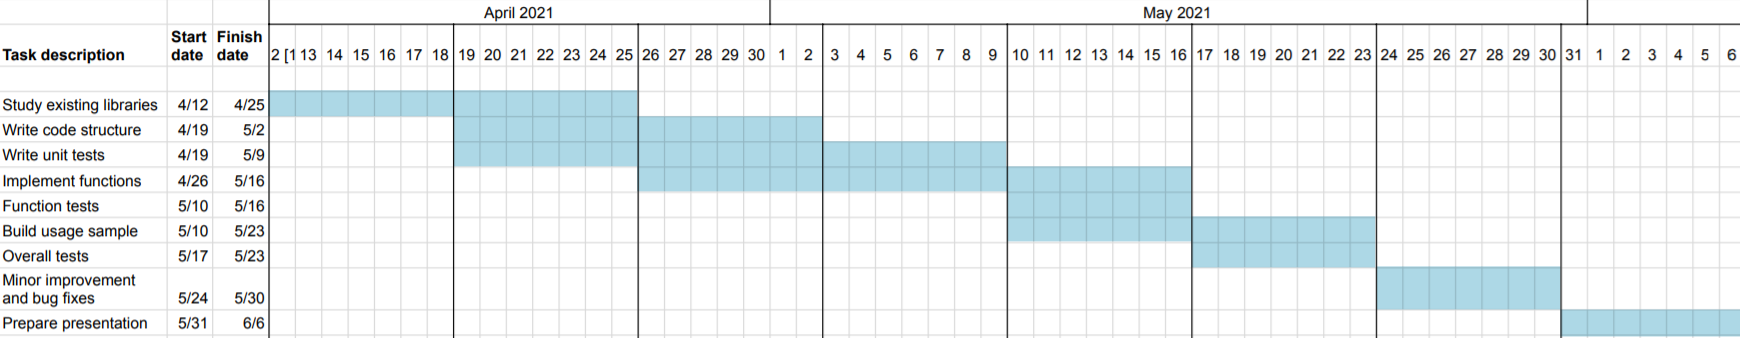 April 2021 May 2021
Task description Start date Finish date 2 [1 13 14 15 16 17 18 19 20 21 22 23 24 25 26 27 28 29 30 1 2 3 4 5 6 7 8 9 10 11 12 13 14 15 16 17 18 19 20 21 22 23 24 25 26 27 28 29 30 31 1 2 3 4 5 6
Study existing libraries 4/12 4/25
Write code structure 4/19 5/2
Write unit tests 4/19 5/9
Implement functions 4/26 5/16
Function tests 5/10 5/16
Build usage sample 5/10 5/23
Overall tests 5/17 5/23
Minor improvement
and bug fixes 5/24 5/30
Prepare presentation 5/31 6/6